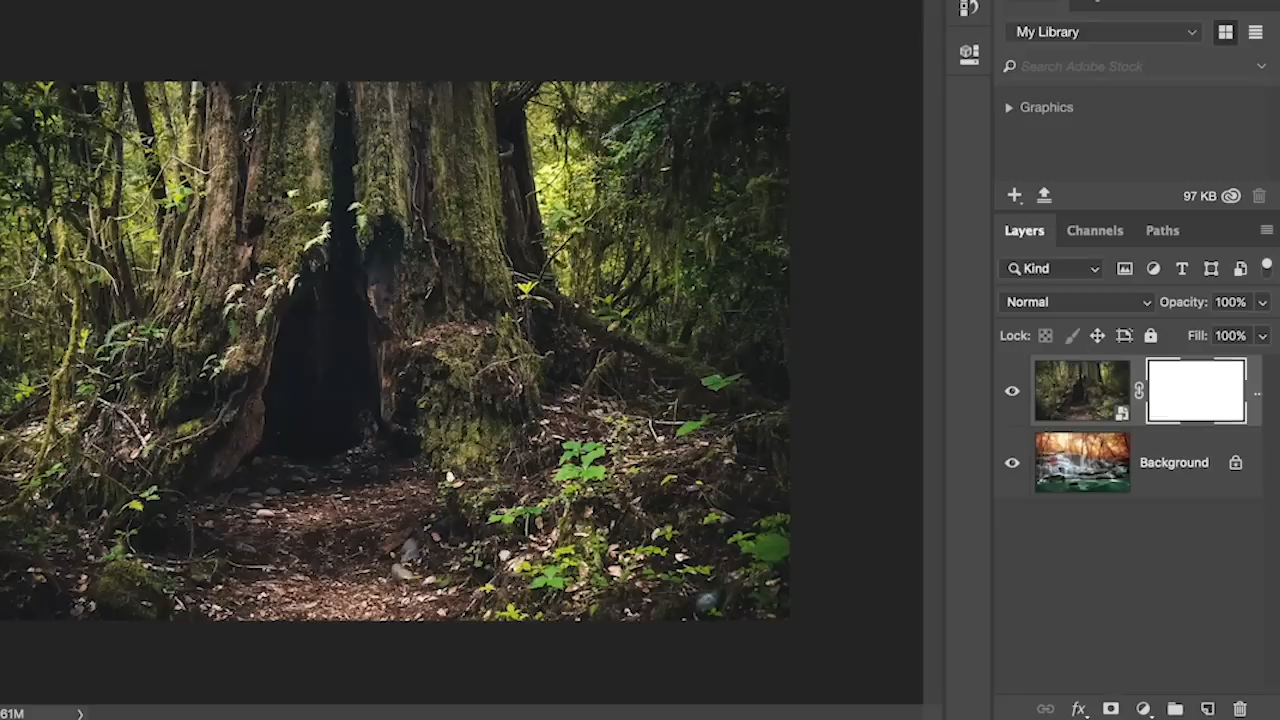 My Library
Search Adobe Stock
Graphics
97 KB
Layers Channels Paths
Kind
Normal Opacity: 100%
Lock: Fill: 100%
Background
fx
61M